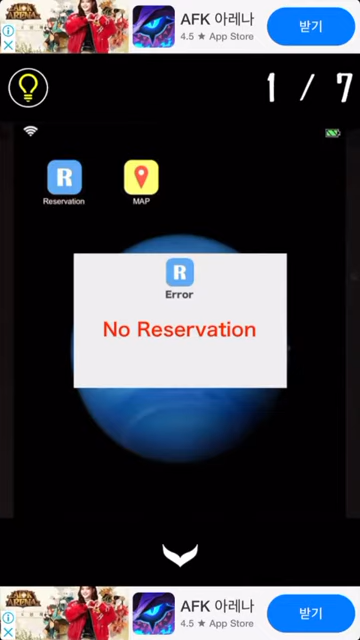 AFK 아레나
4.5 ★ App Store
받기
1 / 7
R
Reservation
MAP
R
Error
No Reservation
AFK 아레나
4.5 ★ App Store
받기